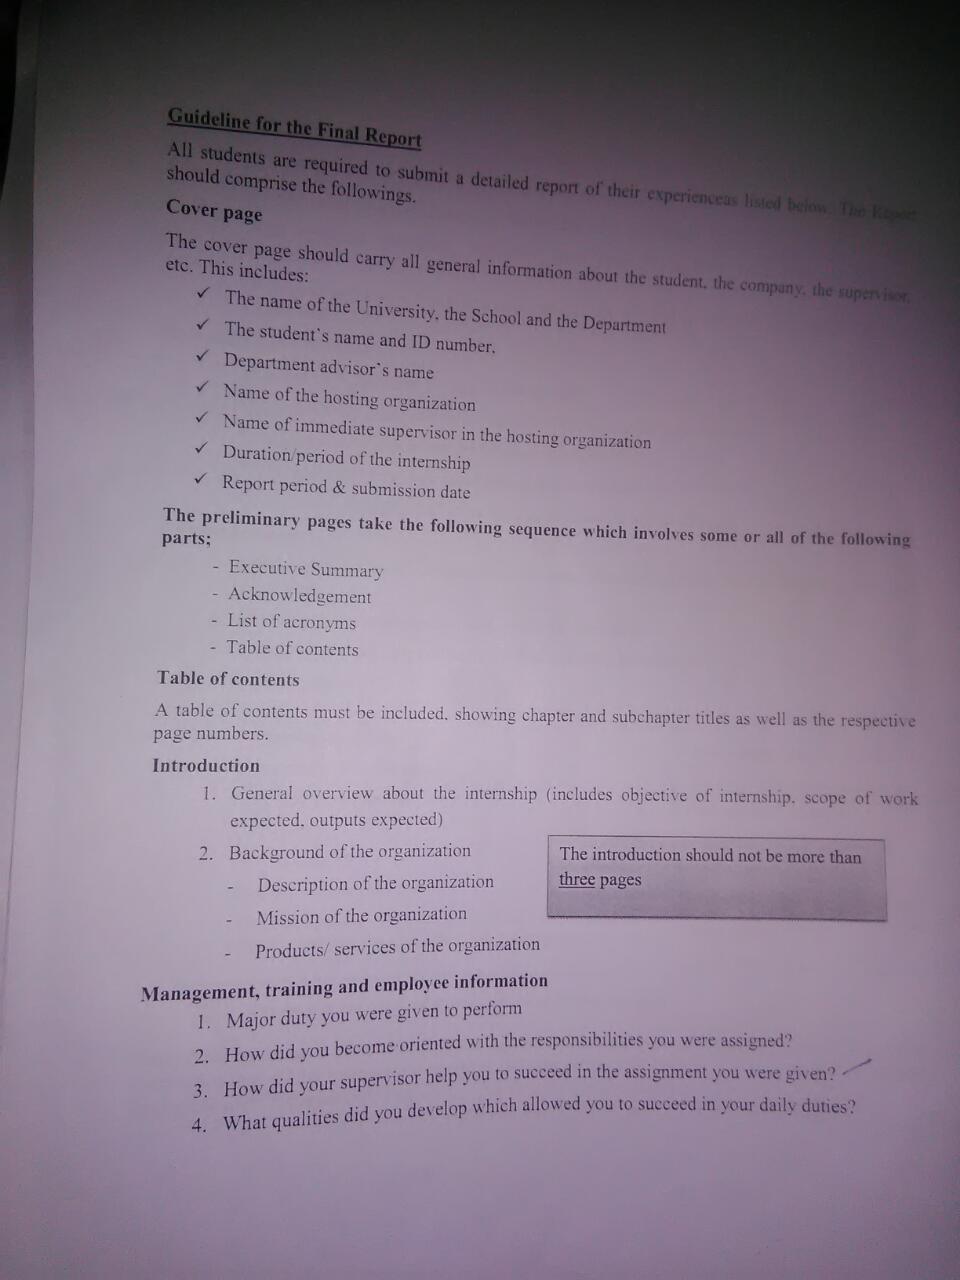 Guideline for the Final Report
All students are required to submit a detailed report of their experienceas listed below. The Report
should comprise the followings.
Cover page
The cover page should carry all general information about the student, the company, the supervisor,
etc. This includes:
✓ The name of the University, the School and the Department
✓ The student`s name and ID number.
✓ Department advisor`s name
✓ Name of the hosting organization
✓ Name of immediate supervisor in the hosting organization
✓ Duration/period of the internship
✓ Report period & submission date
The preliminary pages take the following sequence which involves some or all of the following
parts;
- Executive Summary
- Acknowledgement
- List of acronyms
- Table of contents
Table of contents
A table of contents must be included, showing chapter and subchapter titles as well as the respective
page numbers.
Introduction
1. General overview about the internship (includes objective of internship, scope of work
expected, outputs expected)
2. Background of the organization
- Description of the organization
- Mission of the organization
- Products/ services of the organization
The introduction should not be more than
three pages
Management, training and employee information
1. Major duty you were given to perform
2. How did you become oriented with the responsibilities you were assigned?
3. How did your supervisor help you to succeed in the assignment you were given?
4. What qualities did you develop which allowed you to succeed in your daily duties?